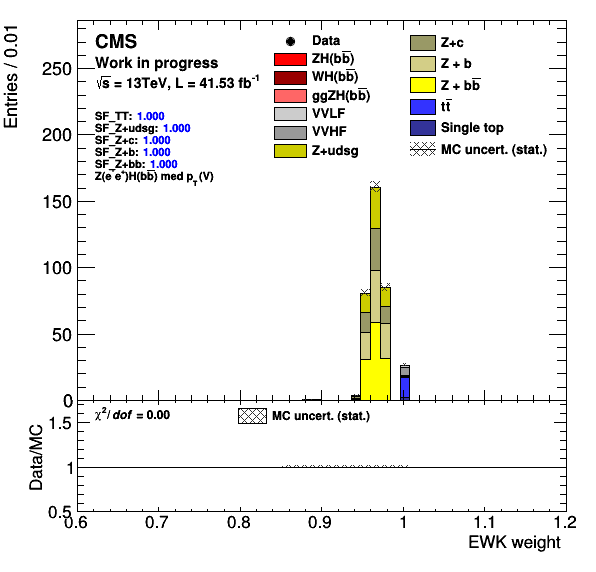 Entries / 0.01
CMS
Work in progress
√s = 13TeV, L = 41.53 fb⁻¹
SF_TT: 1.000
SF_Z+udsg: 1.000
SF_Z+c: 1.000
SF_Z+b: 1.000
SF_Z+bb: 1.000
Z(e⁻e⁺)H(bb̅) med p_T(V)
Data
ZH(bb̅)
WH(bb̅)
ggZH(bb̅)
VVLF
VVHF
Z+udsg
Z+c
Z + b
Z + bb̅
tt̅
Single top
MC uncert. (stat.)
250
200
150
100
50
0
Data/MC
χ²/dof = 0.00
MC uncert. (stat.)
1.5
1
0.5
0.6 0.7 0.8 0.9 1 1.1 1.2
EWK weight